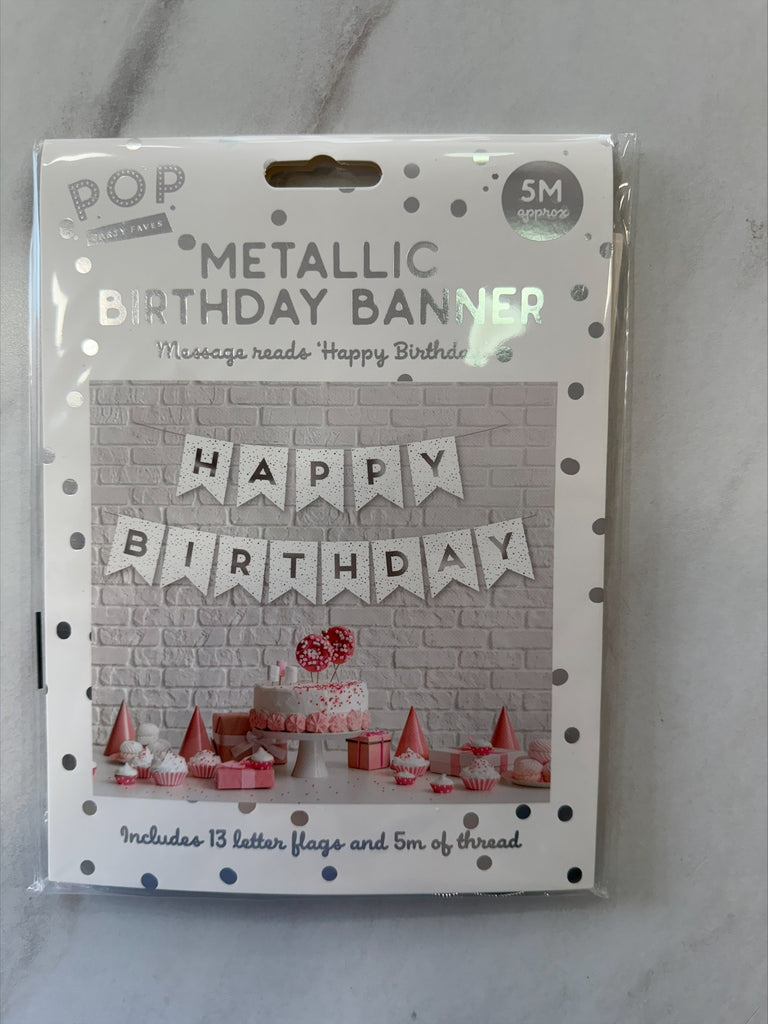 POP
PARTY FAVES
5M
approx
METALLIC
BIRTHDAY BANNER
Message reads 'Happy Birthday
HAPPY
BIRTHDAY
Includes 13 letter flags and 5m of thread